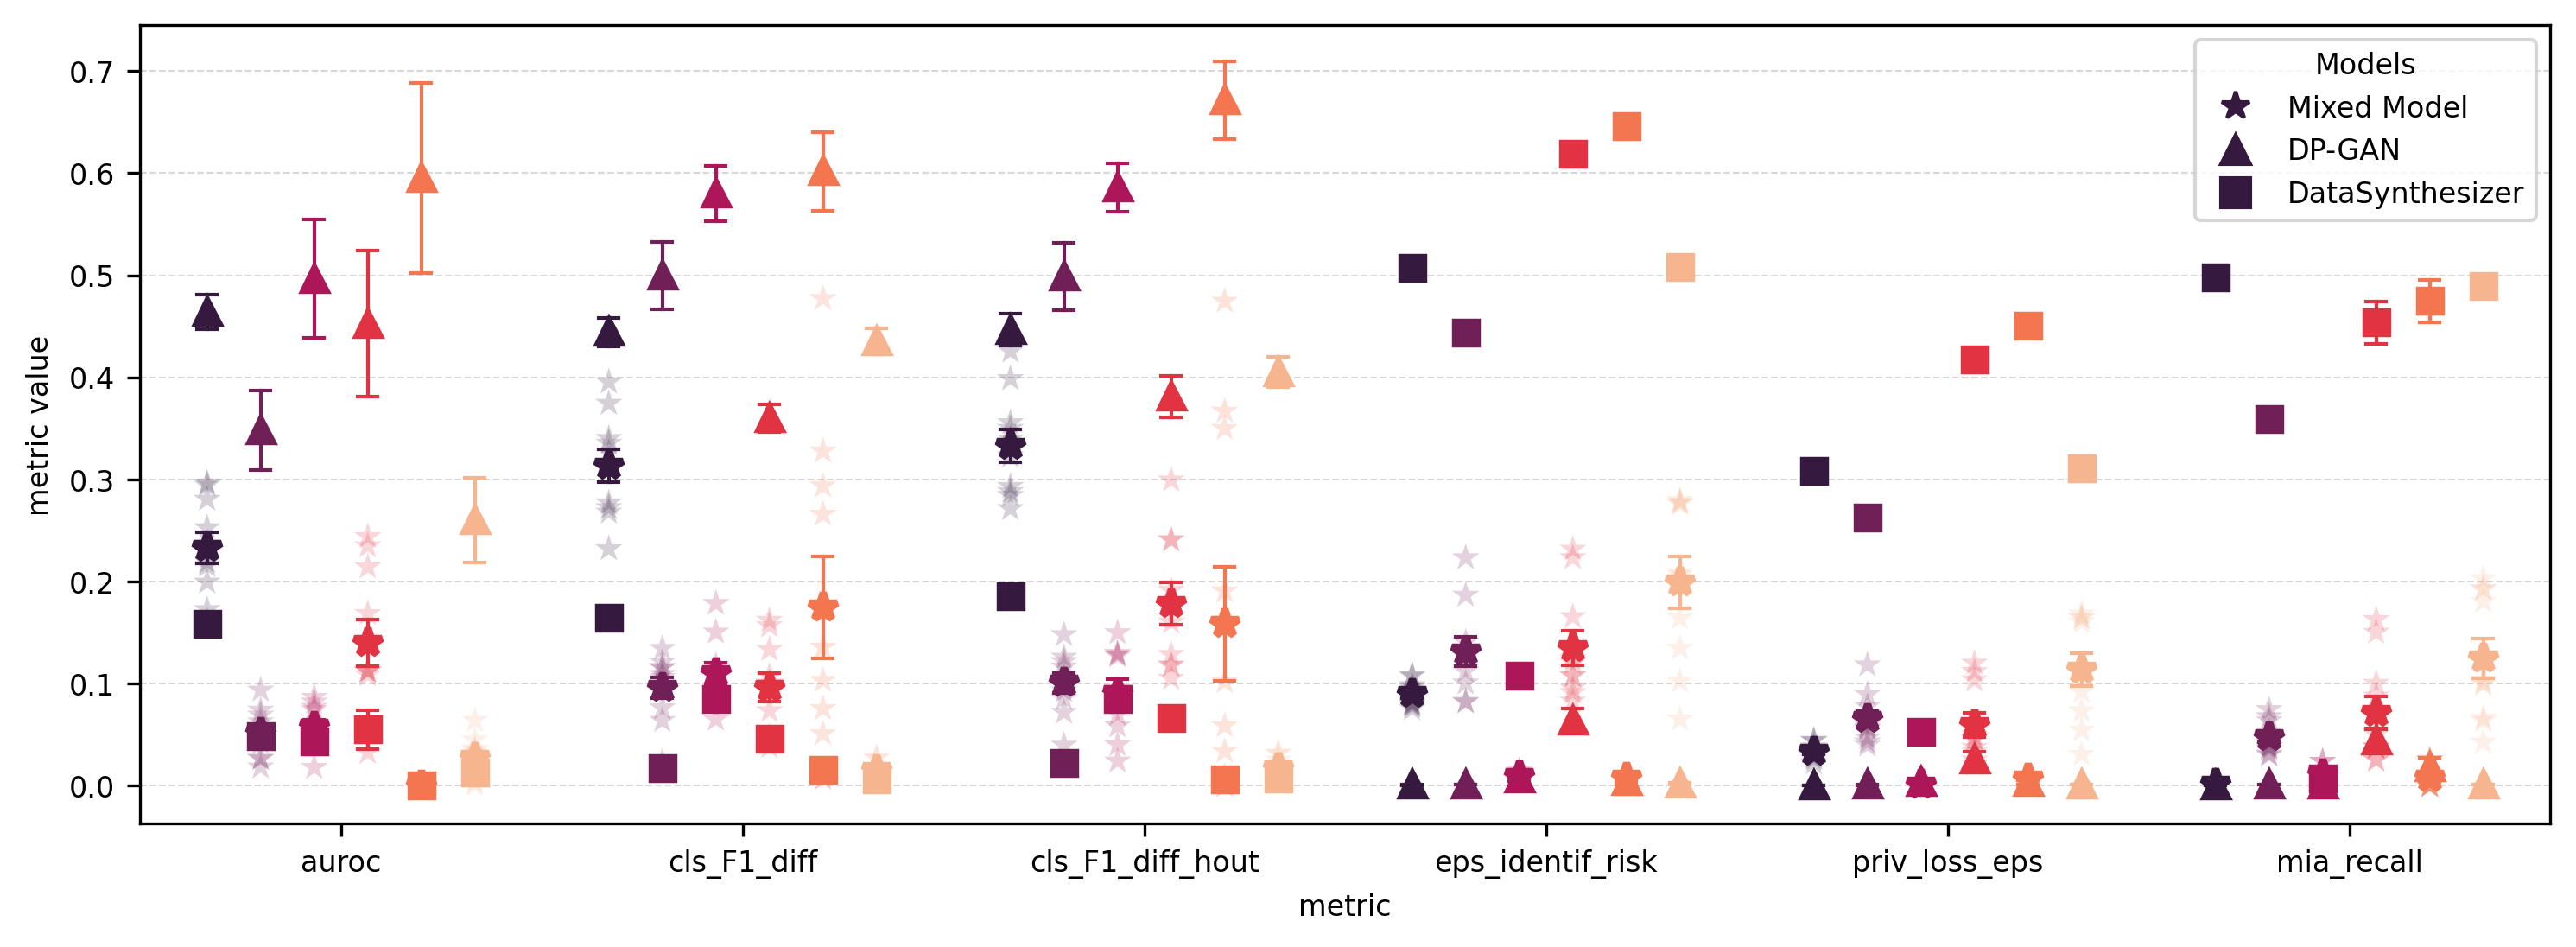 0.7
0.6
0.5
0.4
0.3
0.2
0.1
0.0
metric value
Models
Mixed Model
DP-GAN
DataSynthesizer
auroc
cls_F1_diff
cls_F1_diff_hout
eps_identif_risk
priv_loss_eps
mia_recall
metric